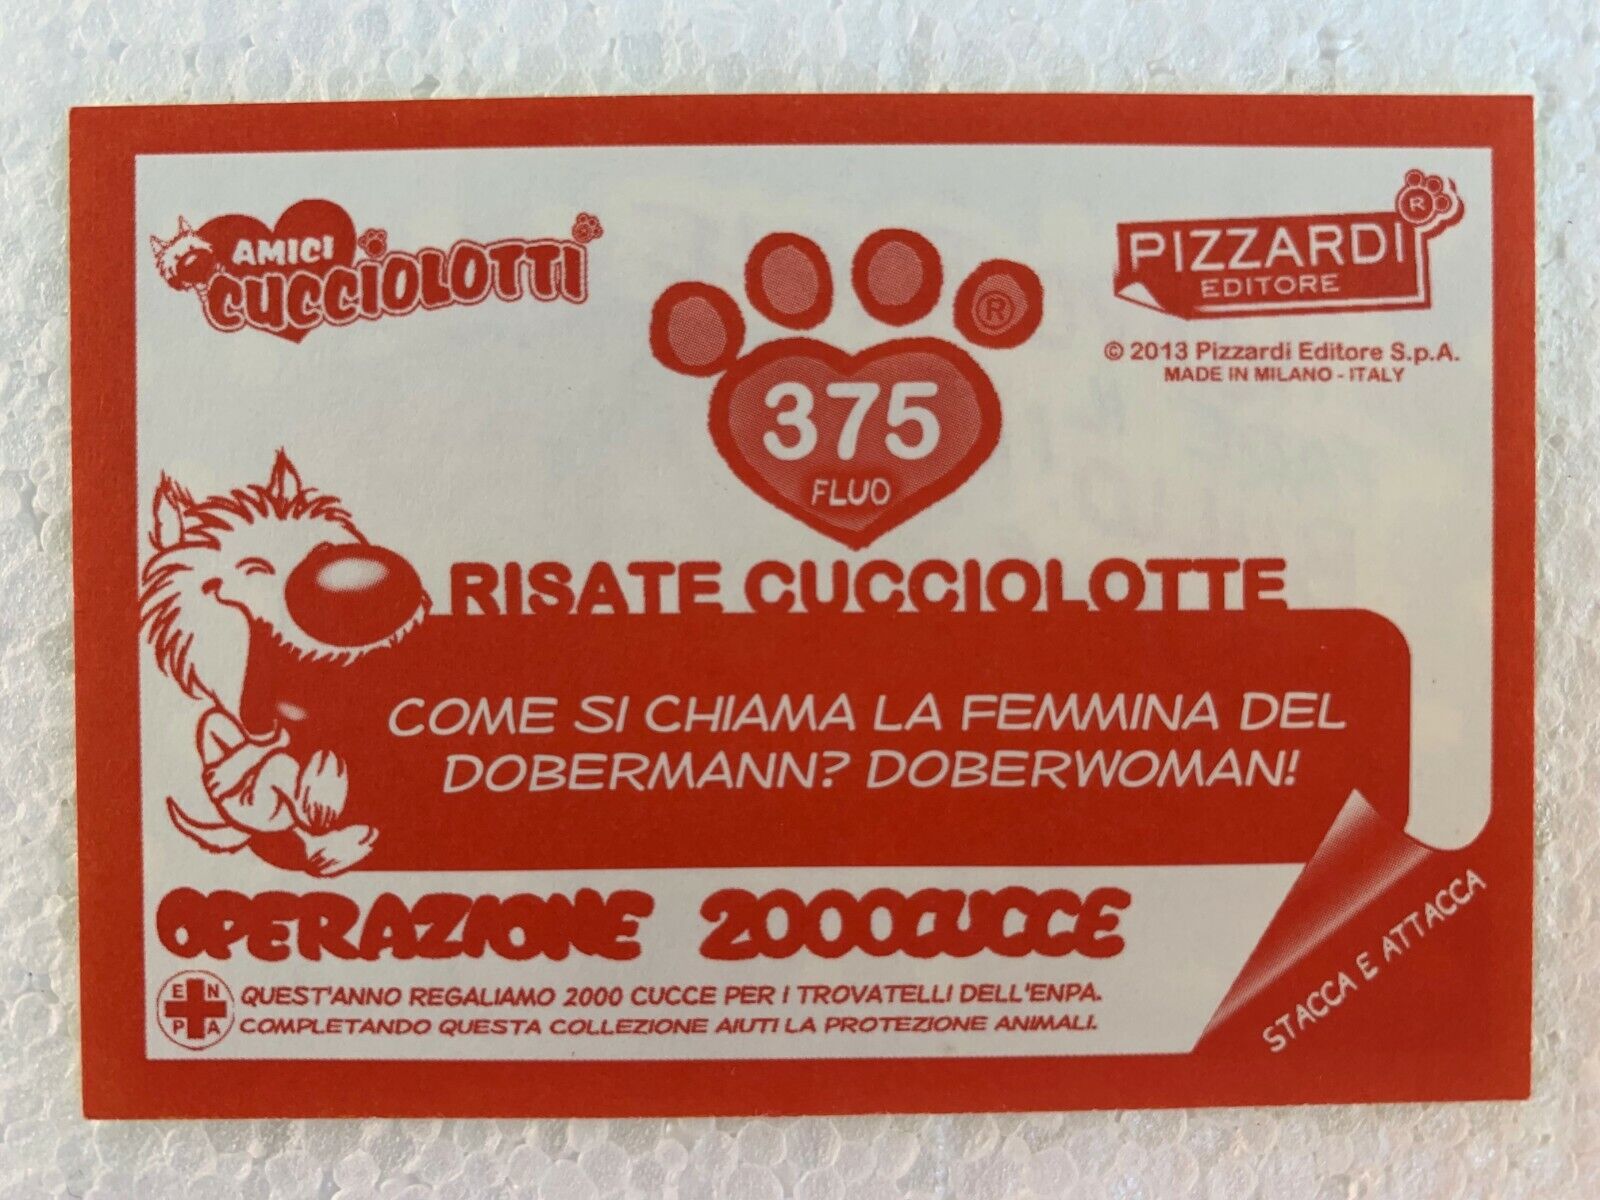 AMICI
CUCCIOLOTTI
PIZZARDI
®
EDITORE
® 
© 2013 Pizzardi Editore S.p.A.
MADE IN MILANO - ITALY
375
FLUO
RISATE CUCCIOLOTTE
COME SI CHIAMA LA FEMMINA DEL
DOBERMANN? DOBERWOMAN!
OPERAZIONE 2000CUCCE
E N
P A
QUEST'ANNO REGALIAMO 2000 CUCCE PER I TROVATELLI DELL'ENPA.
COMPLETANDO QUESTA COLLEZIONE AIUTI LA PROTEZIONE ANIMALI.
STACCA E ATTACCA